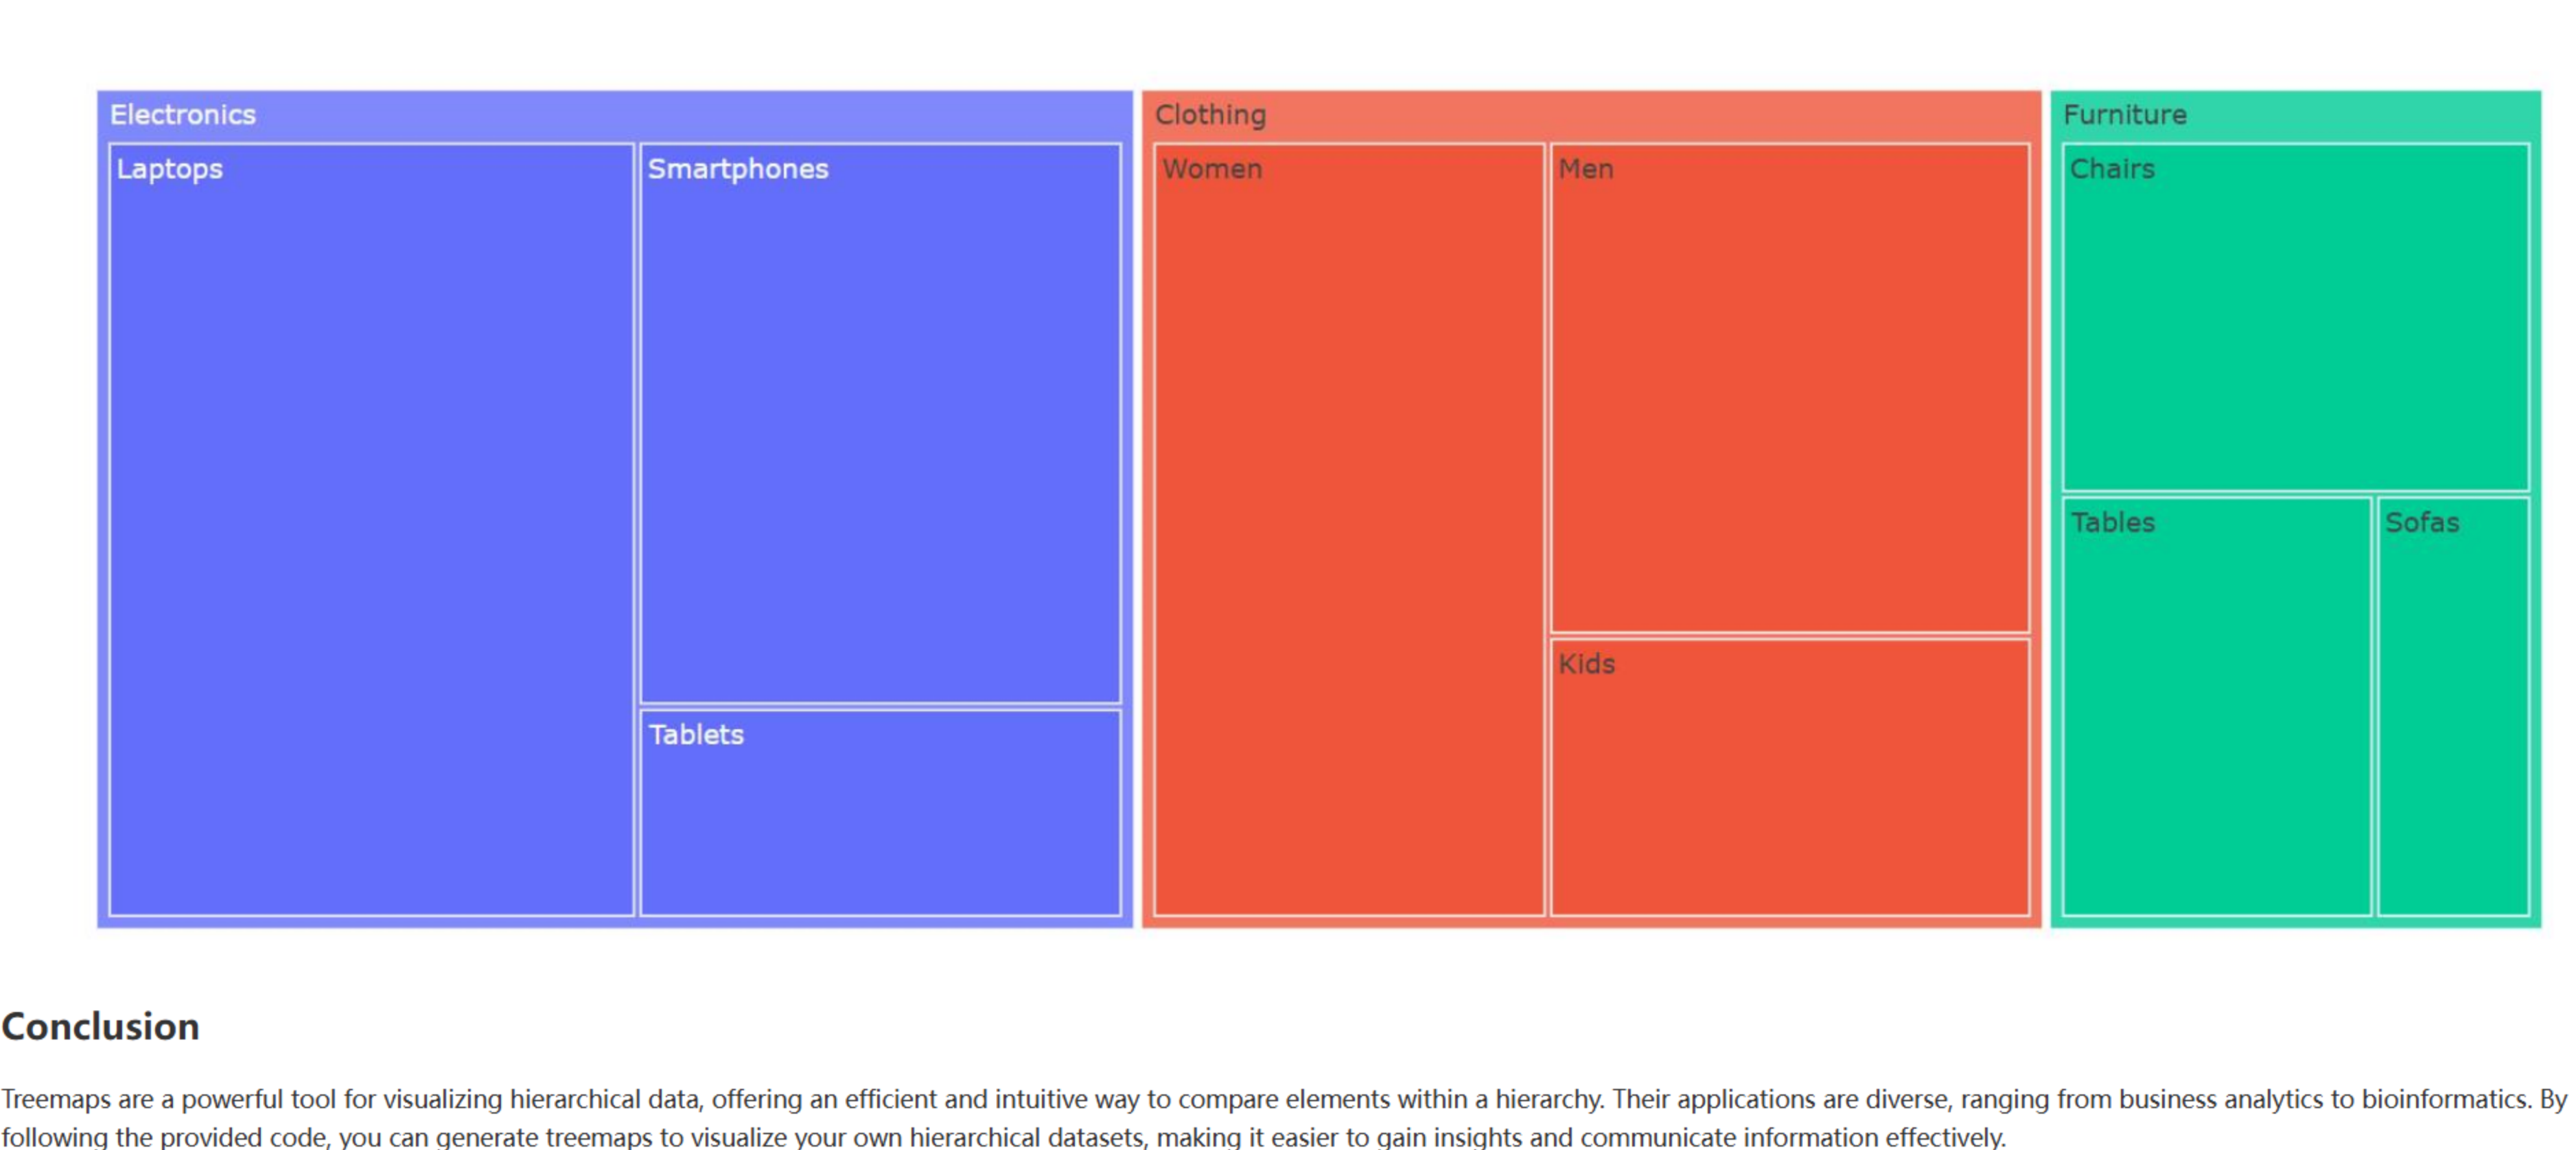 Electronics
Laptops
Smartphones
Tablets
Clothing
Women
Men
Kids
Furniture
Chairs
Tables
Sofas
Conclusion
Treemaps are a powerful tool for visualizing hierarchical data, offering an efficient and intuitive way to compare elements within a hierarchy. Their applications are diverse, ranging from business analytics to bioinformatics. By
following the provided code, you can generate treemaps to visualize your own hierarchical datasets, making it easier to gain insights and communicate information effectively.